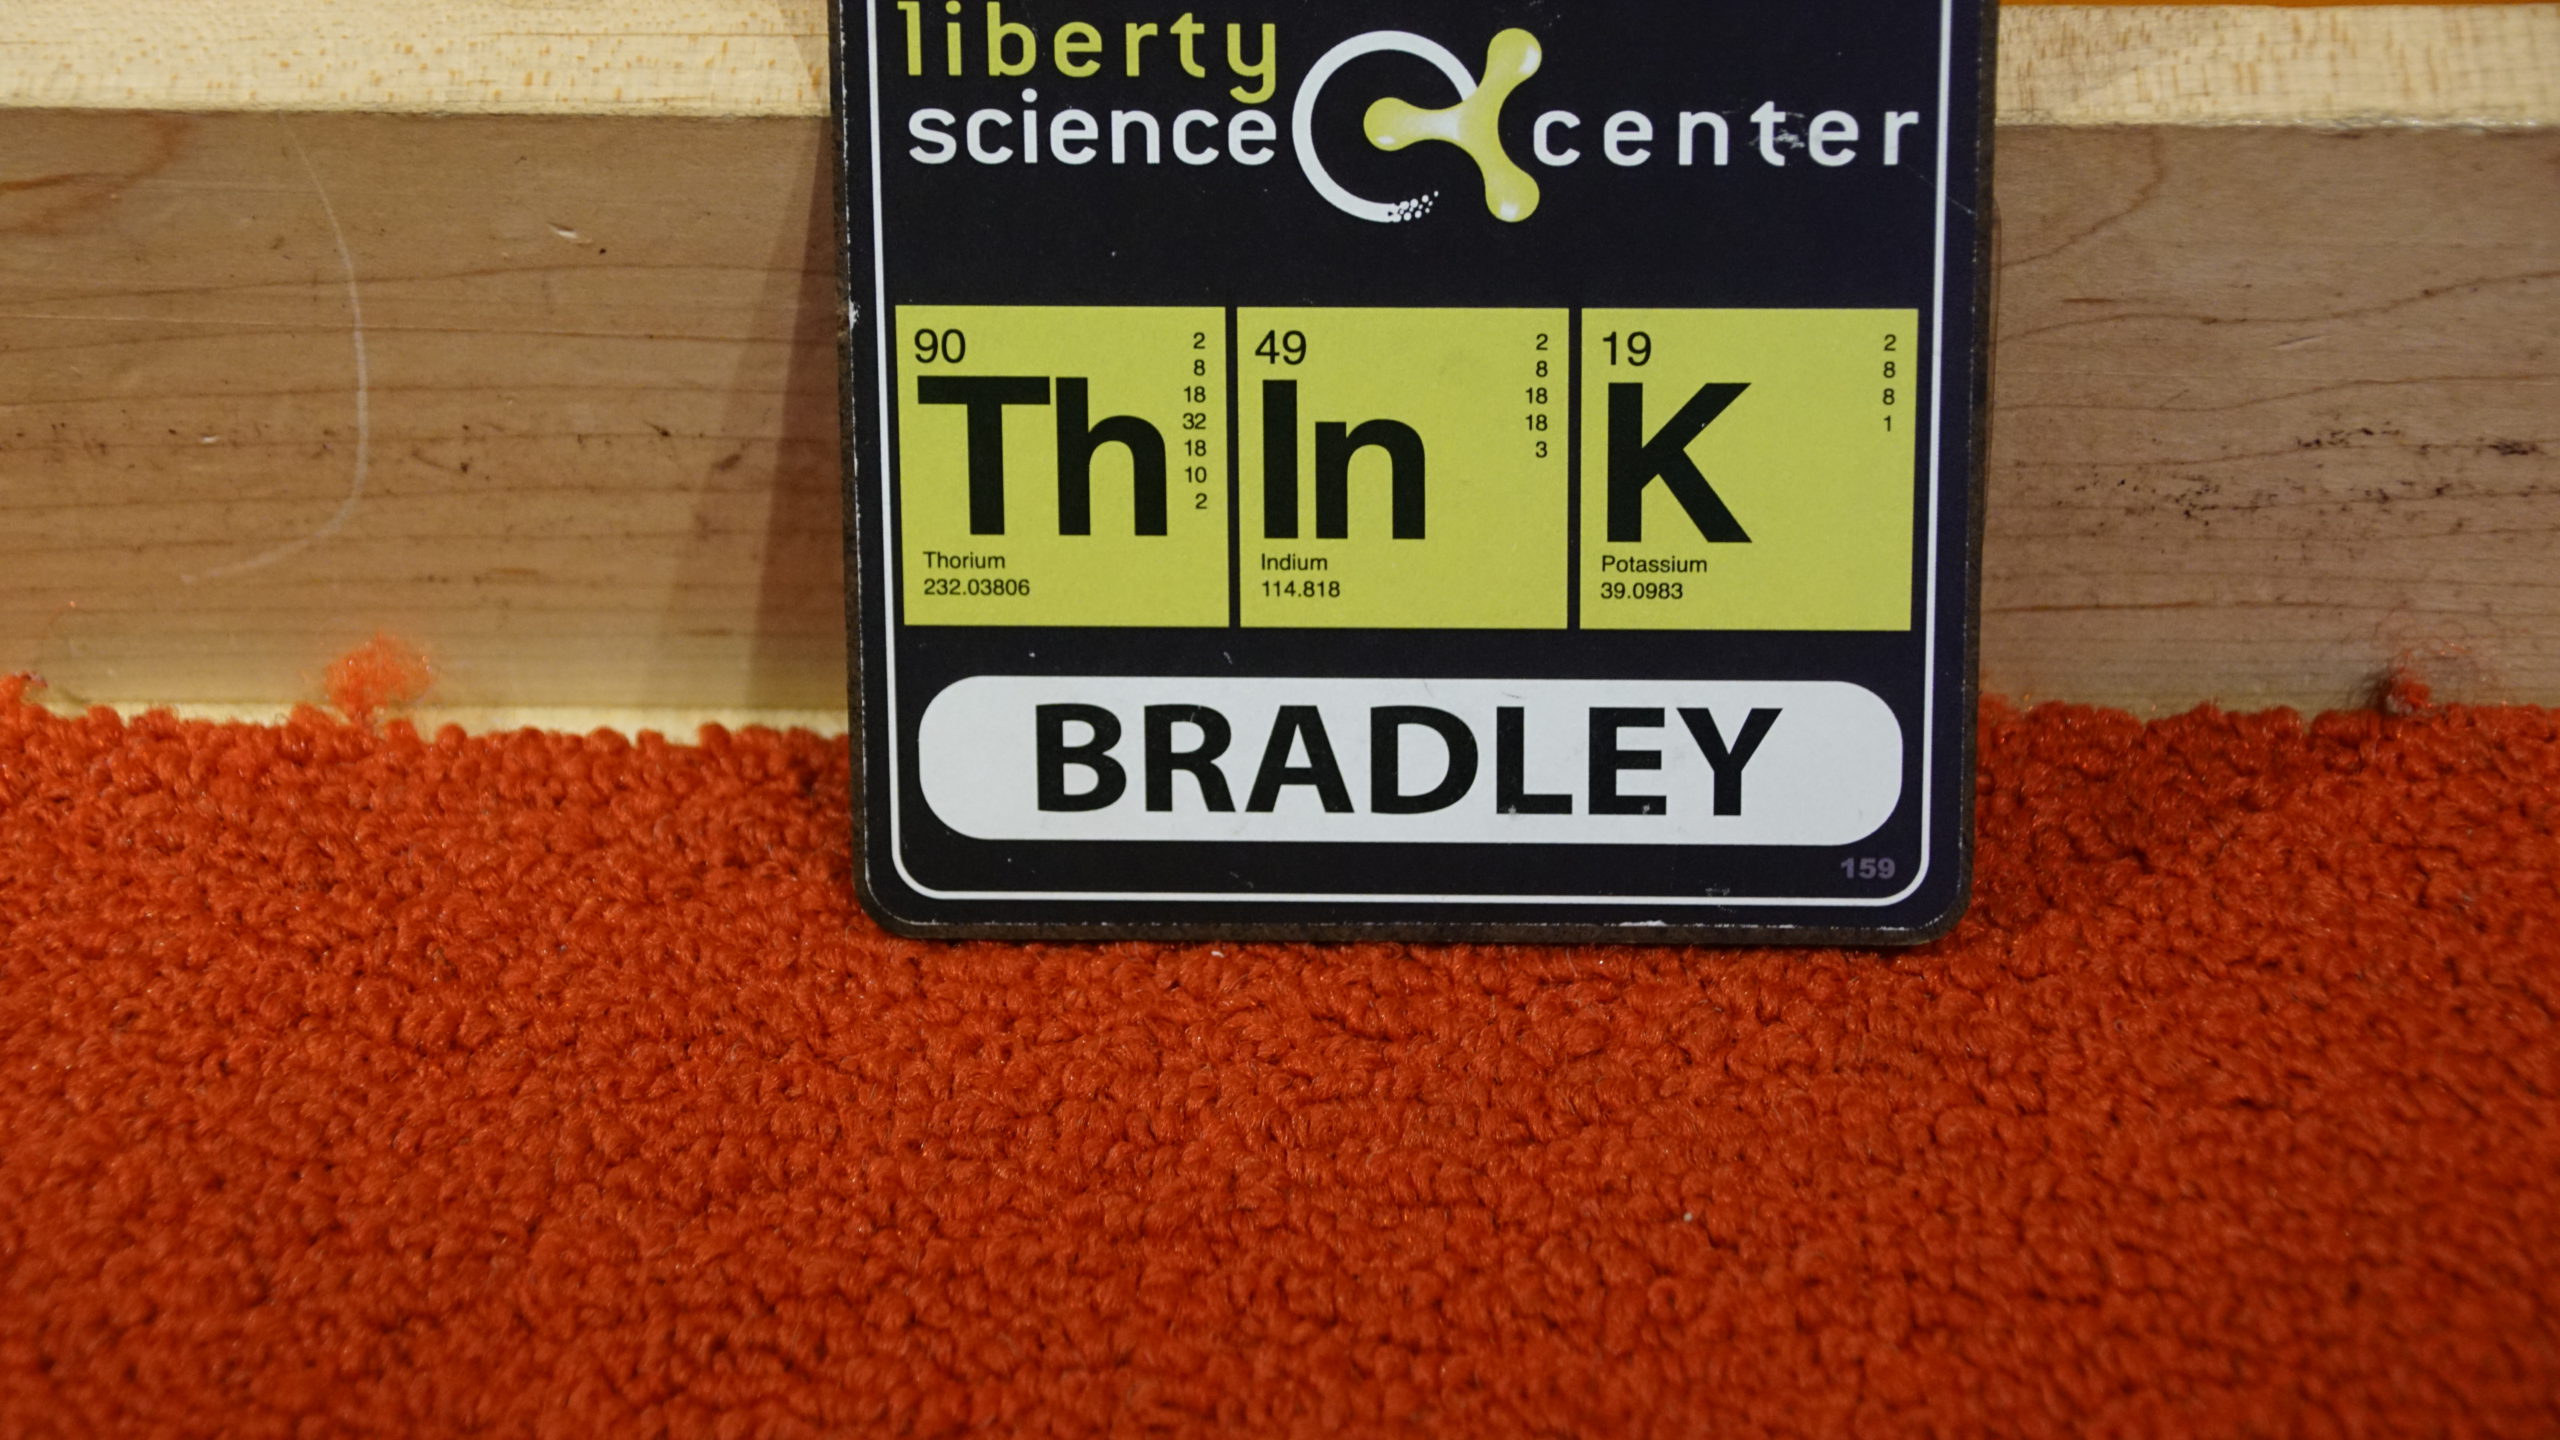 liberty
science center
90 2 49 2 19 2
8 8 8
18 18 8
32 18 1
18 3
10
2
Th In K
Thorium Indium Potassium
232.03806 114.818 39.0983
BRADLEY
159